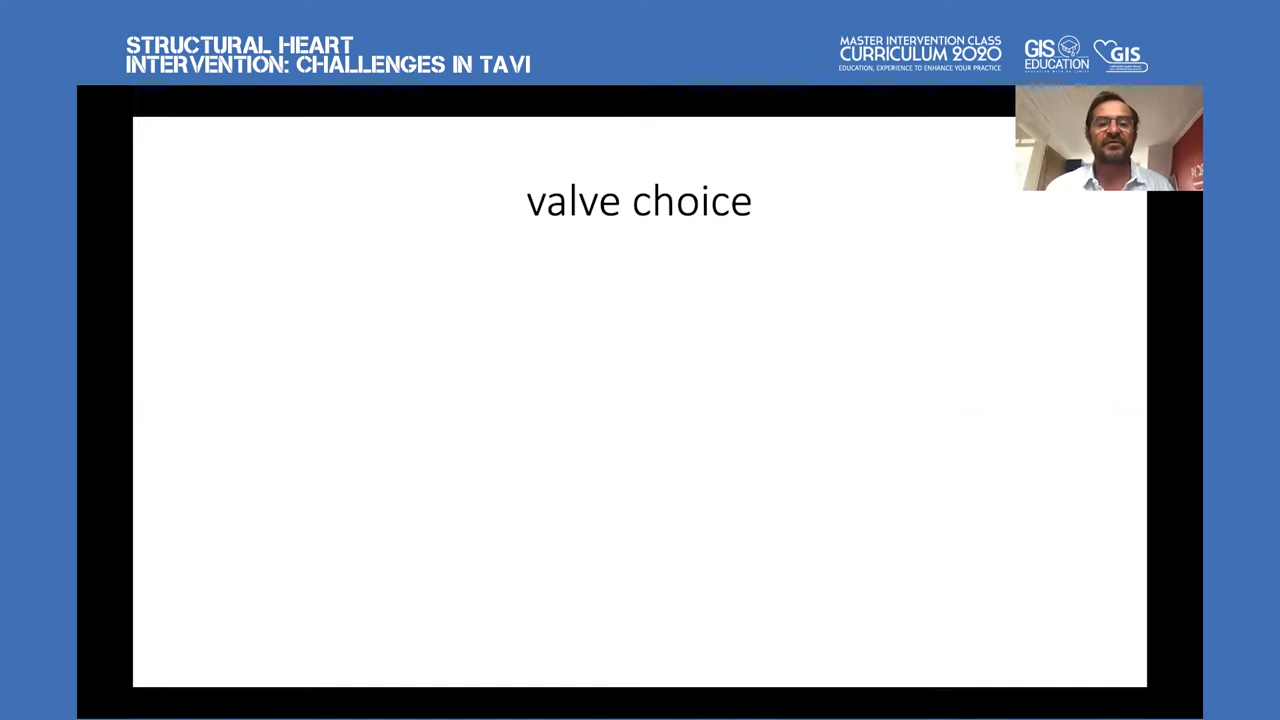 STRUCTURAL HEART
INTERVENTION: CHALLENGES IN TAVI
MASTER INTERVENTION CLASS
CURRICULUM 2020
EDUCATION, EXPERIENCE TO ENHANCE YOUR PRACTICE
GIS
EDUCATION
GIS
valve choice